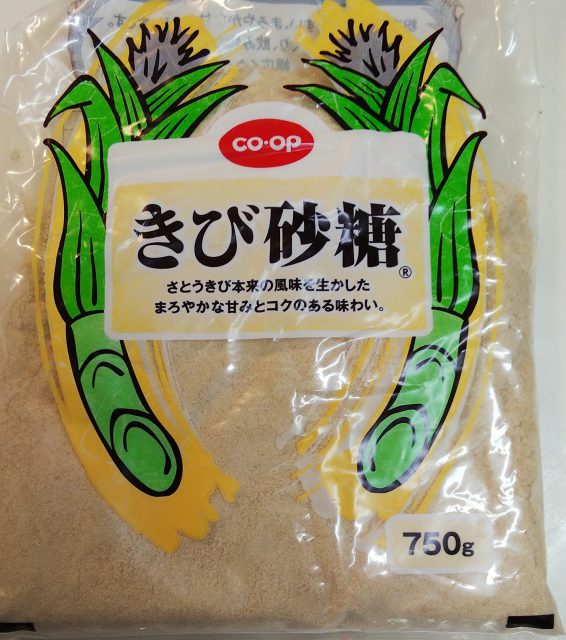 co·op
きび砂糖®
さとうきび本来の風味を生かした
まろやかな甘みとコクのある味わい。
750g